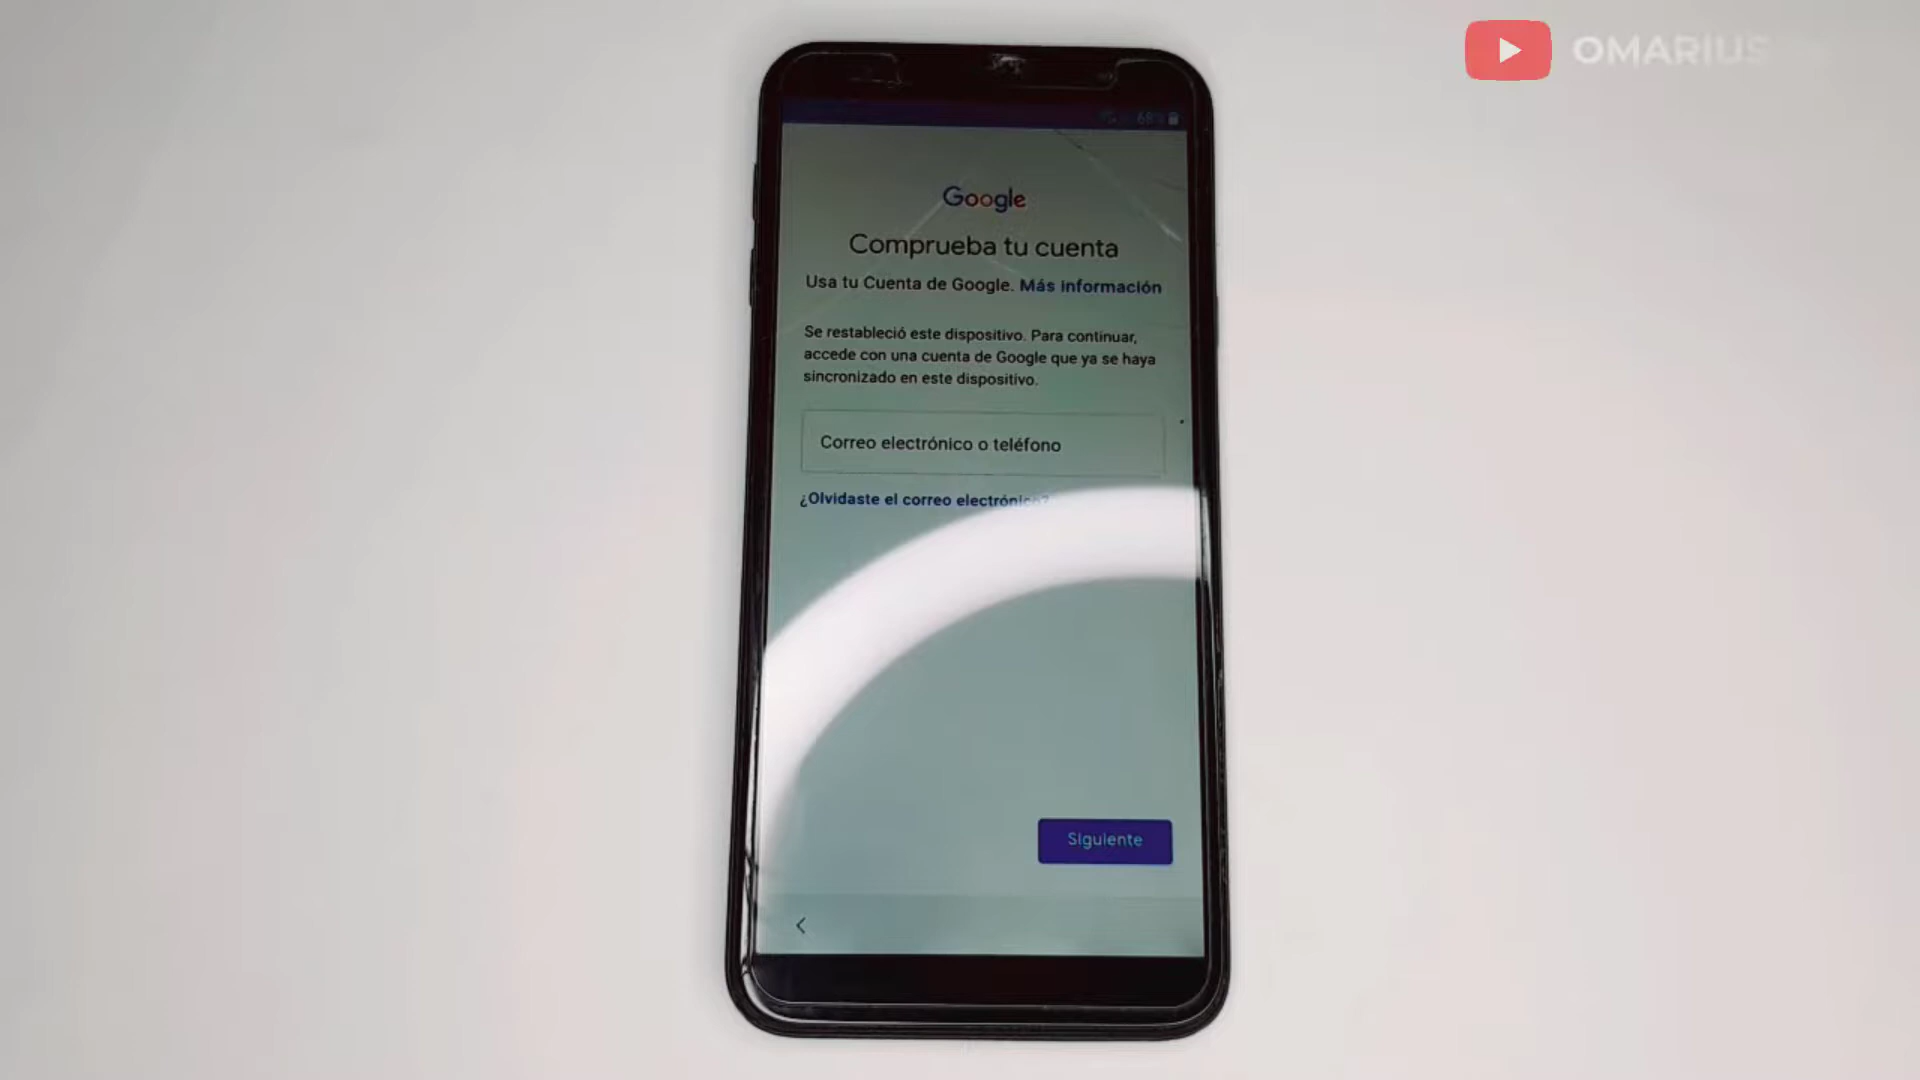 OMARIUS
68
Google
Comprueba tu cuenta
Usa tu Cuenta de Google. Más información
Se restableció este dispositivo. Para continuar,
accede con una cuenta de Google que ya se haya
sincronizado en este dispositivo.
Correo electrónico o teléfono
¿Olvidaste el correo electrónico?
Siguiente